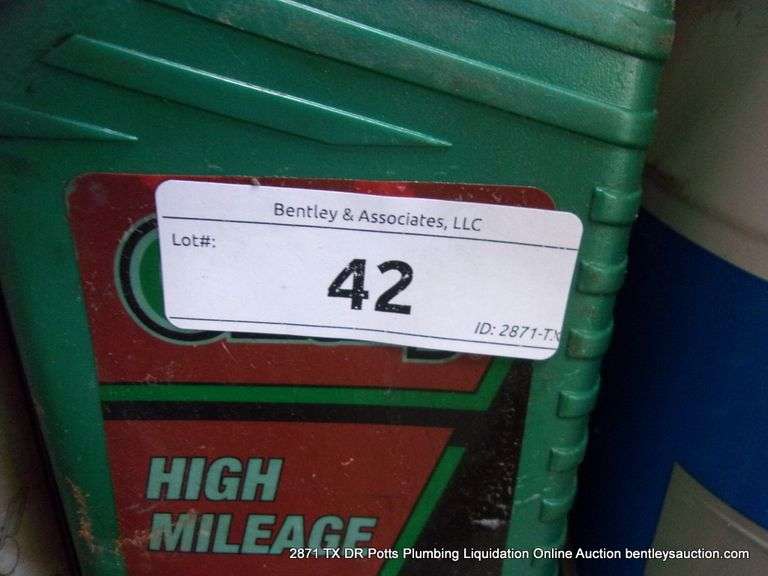 Bentley & Associates, LLC
Lot#:
42
ID: 2871-TX
HIGH
MILEAGE
2871 TX DR Potts Plumbing Liquidation Online Auction bentleysauction.com